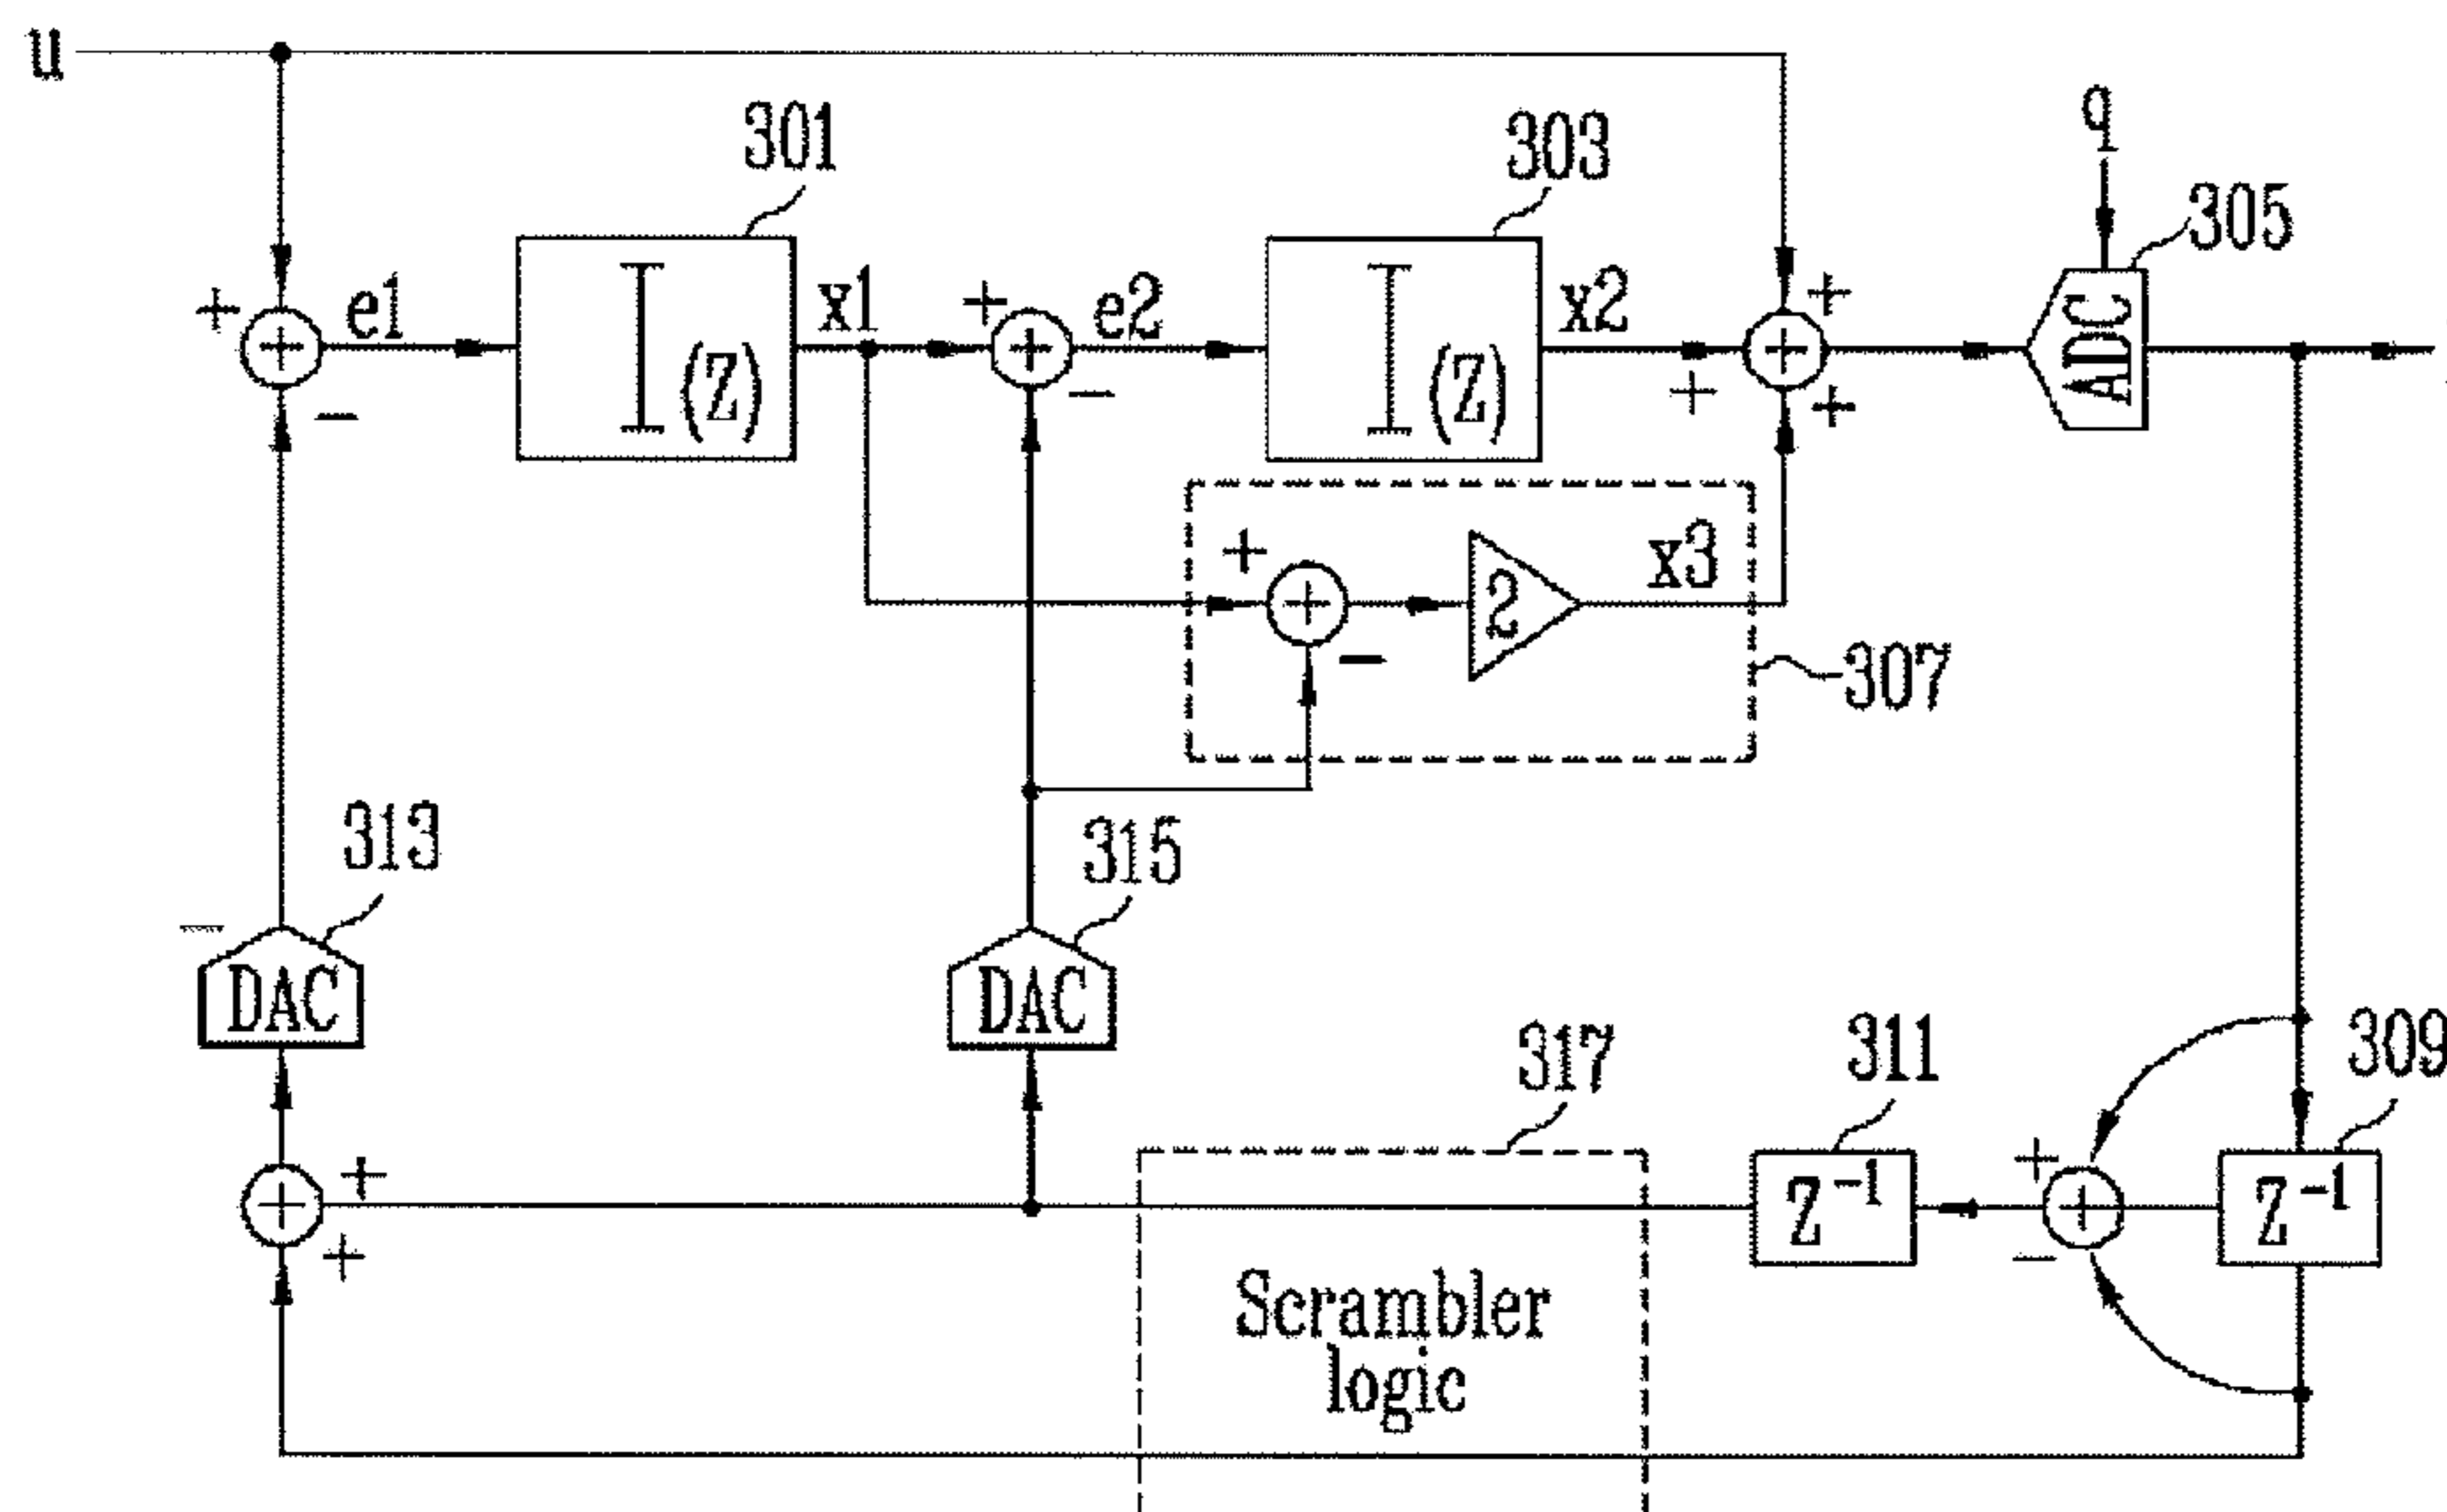 u
q
301
303
305
+
e1
x1
+
e2
x2
+
+
I(Z)
−
+
I(Z)
−
+
+
ADC
+
+
2
x3
−
307
313
315
DAC
DAC
317
311
309
+
+
+
Z⁻¹
+
Z⁻¹
+
+
−
Scrambler
logic